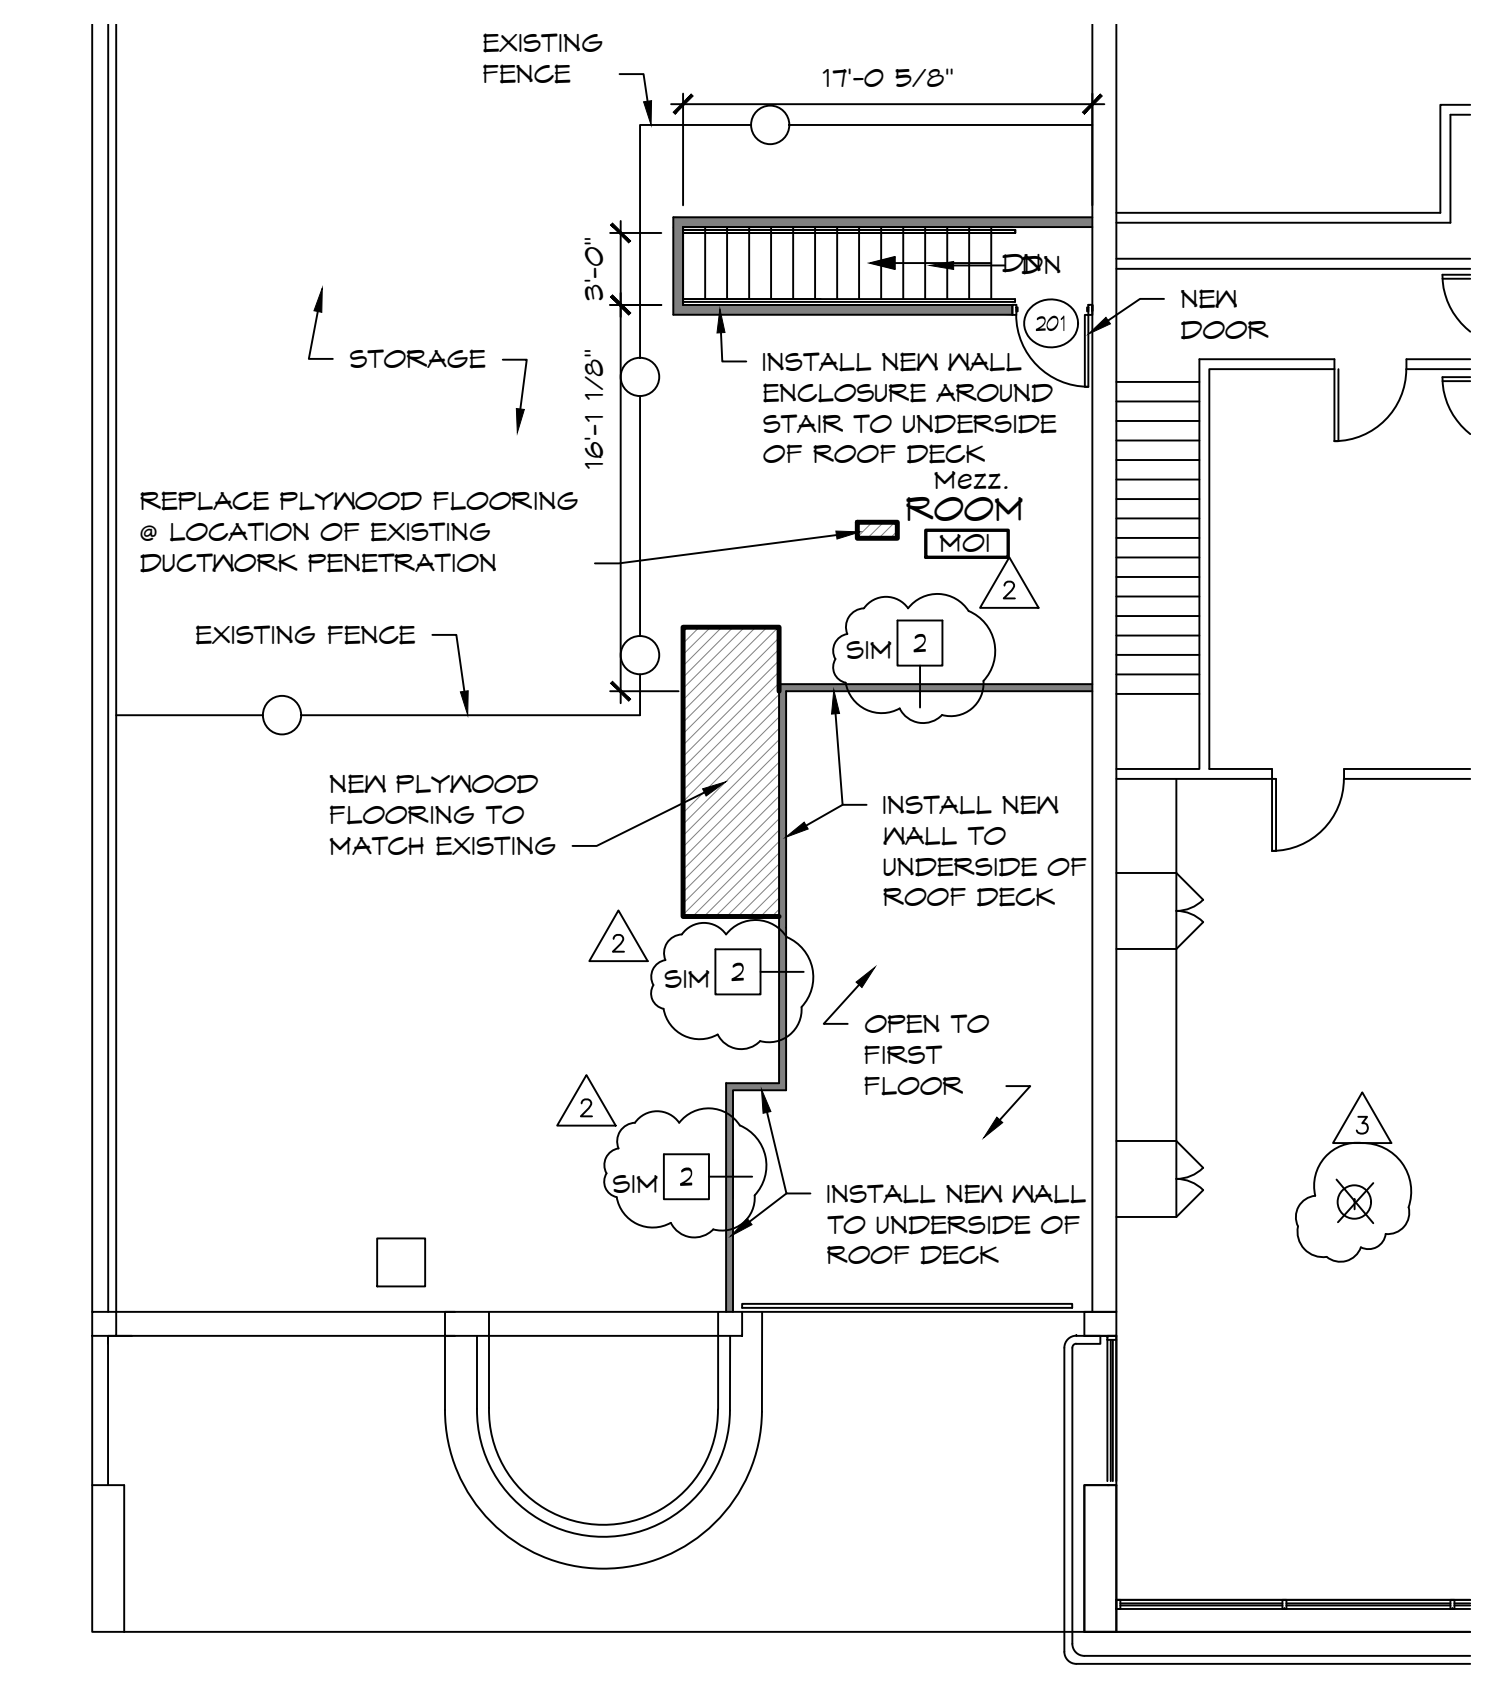 EXISTING
FENCE
17'-0 5/8"
3'-0"
DN
DN
201
NEW
DOOR
STORAGE
16'-1 1/8"
INSTALL NEW WALL
ENCLOSURE AROUND
STAIR TO UNDERSIDE
OF ROOF DECK
Mezz.
ROOM
M01
REPLACE PLYWOOD FLOORING
@ LOCATION OF EXISTING
DUCTWORK PENETRATION
2
EXISTING FENCE
SIM 2
NEW PLYWOOD
FLOORING TO
MATCH EXISTING
INSTALL NEW
WALL TO
UNDERSIDE OF
ROOF DECK
2
SIM 2
OPEN TO
FIRST
FLOOR
2
SIM 2
3
INSTALL NEW WALL
TO UNDERSIDE OF
ROOF DECK